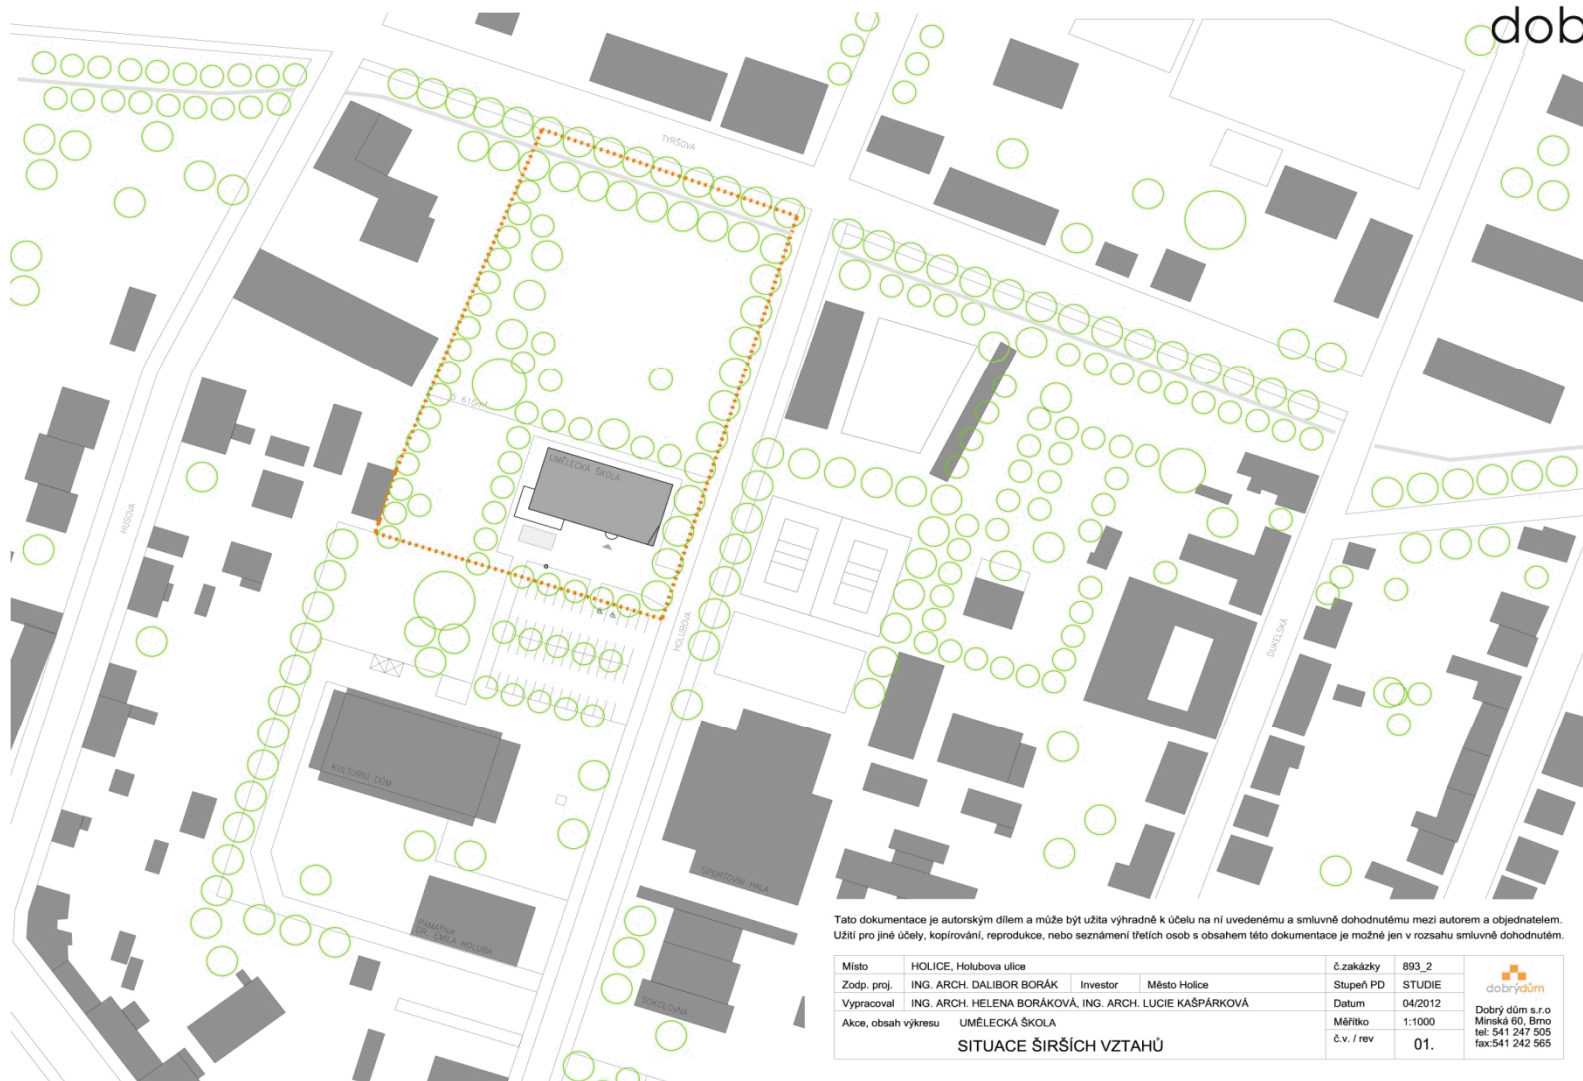 dob
TYRŠOVA
5 610m²
UMĚLECKÁ ŠKOLA
HUSOVA
HOLUBOVA
DUKELSKÁ
KULTURNÍ DŮM
SPORTOVNÍ HALA
PAMÁTNÍK
DR. EMILA HOLUBA
SOKOLOVNA
Tato dokumentace je autorským dílem a může být užita výhradně k účelu na ní uvedenému a smluvně dohodnutému mezi autorem a objednatelem.
Užití pro jiné účely, kopírování, reprodukce, nebo seznámení třetích osob s obsahem této dokumentace je možné jen v rozsahu smluvně dohodnutém.
Místo HOLICE, Holubova ulice č.zakázky 893_2
Zodp. proj. ING. ARCH. DALIBOR BORÁK Investor Město Holice Stupeň PD STUDIE
Vypracoval ING. ARCH. HELENA BORÁKOVÁ, ING. ARCH. LUCIE KAŠPÁRKOVÁ Datum 04/2012
Akce, obsah výkresu UMĚLECKÁ ŠKOLA Měřítko 1:1000
SITUACE ŠIRŠÍCH VZTAHŮ č.v. / rev 01.
dobrýdům
Dobrý dům s.r.o
Minská 60, Brno
tel: 541 247 505
fax:541 242 565